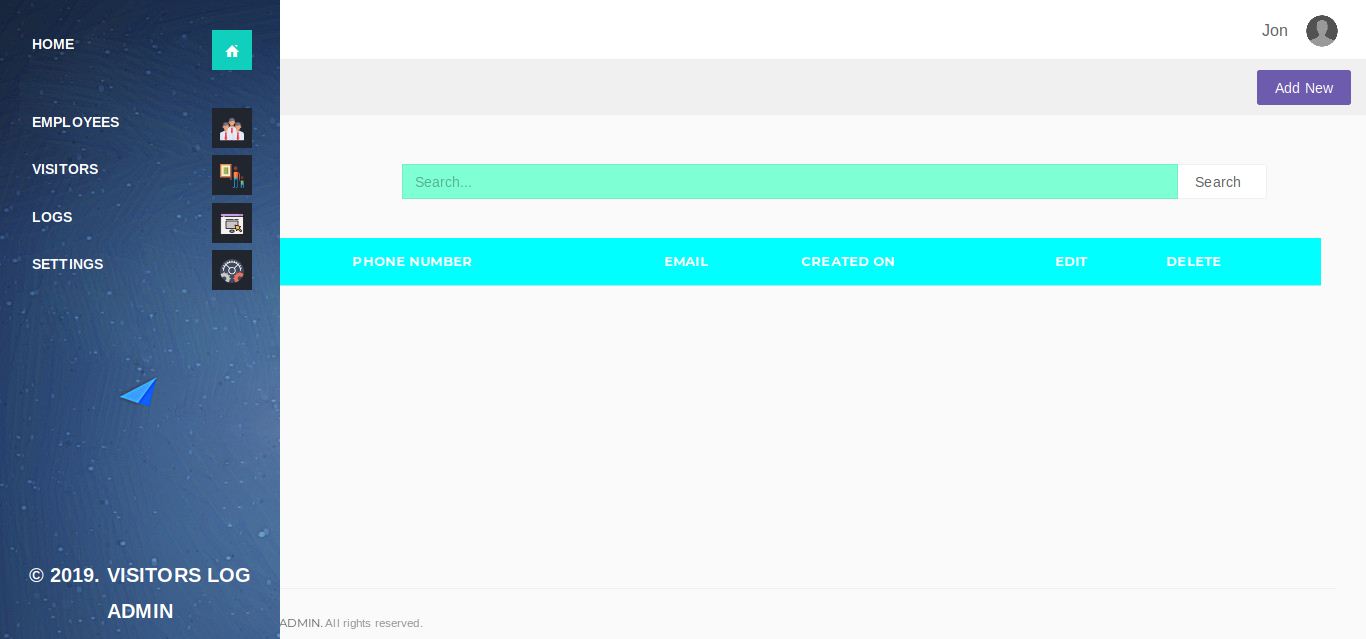 HOME
EMPLOYEES
VISITORS
LOGS
SETTINGS
© 2019. VISITORS LOG
ADMIN
Jon
Add New
Search...
Search
PHONE NUMBER EMAIL CREATED ON EDIT DELETE
ADMIN. All rights reserved.